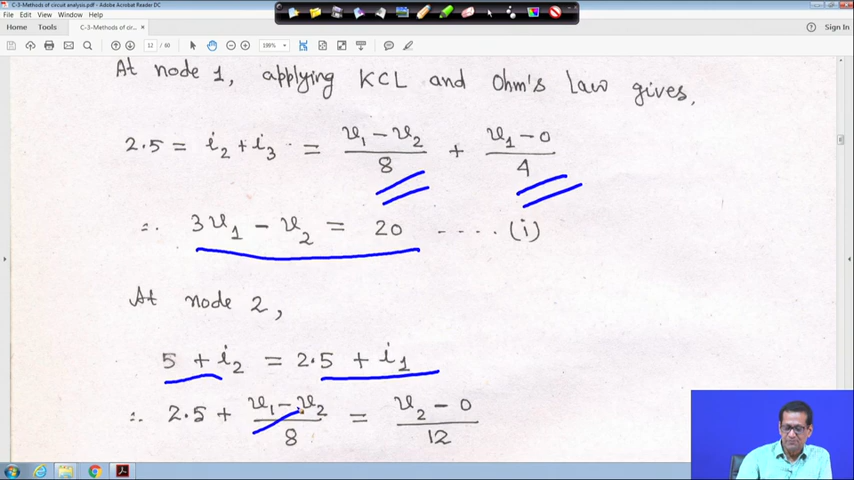 C-3-Methods of circuit analysis.pdf - Adobe Acrobat Reader DC
File Edit View Window Help
Home Tools C-3-Methods of cir... × Sign In
12 / 60 199%
At node 1, applying KCL and Ohm's Law gives,
2.5 = i₂ + i₃ = (v₁ - v₂)/8 + (v₁ - 0)/4
∴ 3v₁ - v₂ = 20 ---- (i)
At node 2,
5 + i₂ = 2.5 + i₁
∴ 2.5 + (v₁ - v₂)/8 = (v₂ - 0)/12